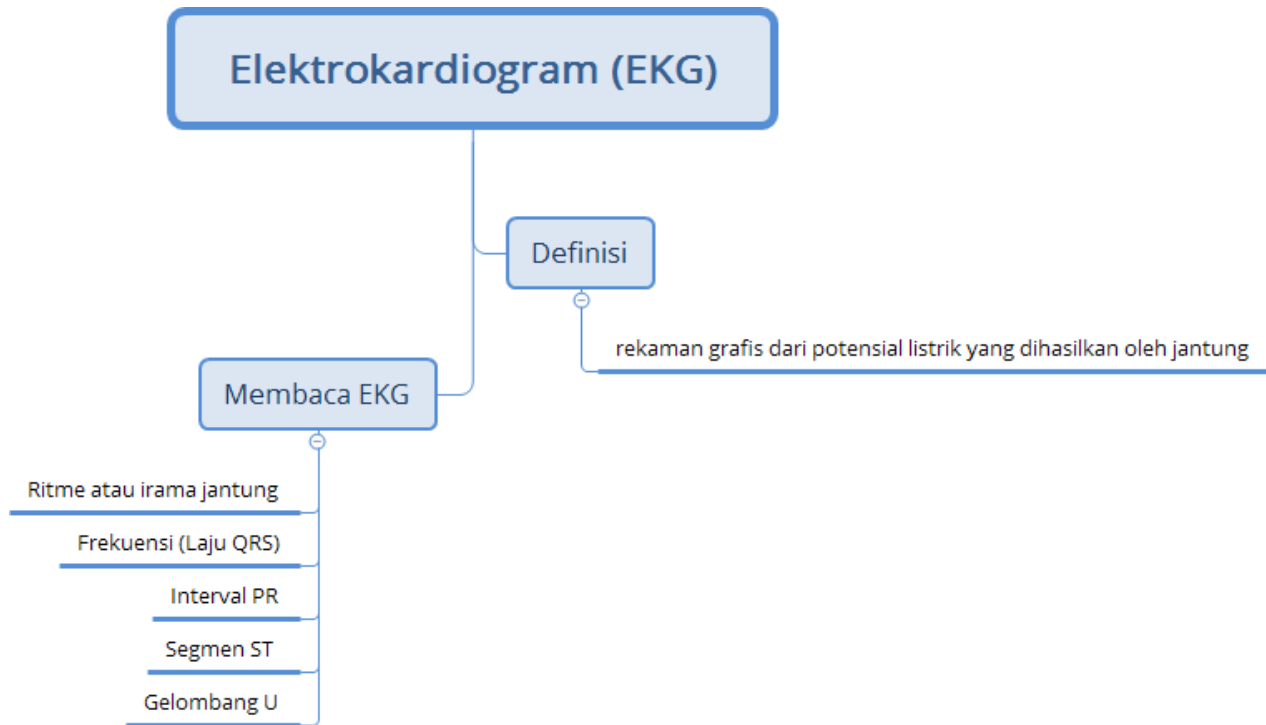 Elektrokardiogram (EKG)
Definisi
rekaman grafis dari potensial listrik yang dihasilkan oleh jantung
Membaca EKG
Ritme atau irama jantung
Frekuensi (Laju QRS)
Interval PR
Segmen ST
Gelombang U